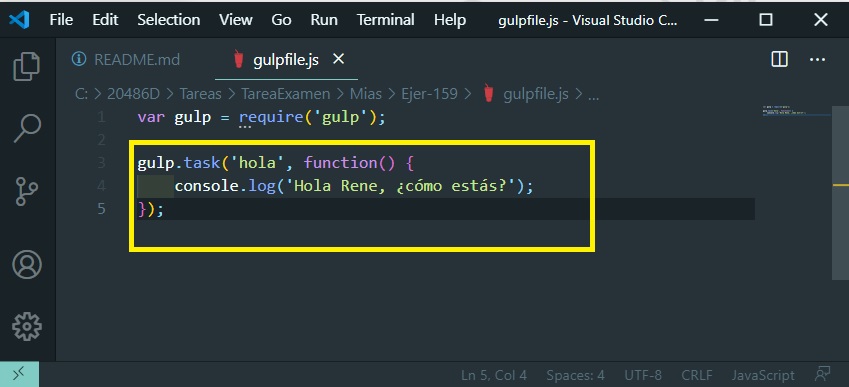 File Edit Selection View Go Run Terminal Help gulpfile.js - Visual Studio C...
README.md gulpfile.js
C: > 20486D > Tareas > TareaExamen > Mias > Ejer-159 > gulpfile.js > ...
1 var gulp = require('gulp');
2
3 gulp.task('hola', function() {
4 console.log('Hola Rene, ¿cómo estás?');
5 });
Ln 5, Col 4 Spaces: 4 UTF-8 CRLF JavaScript